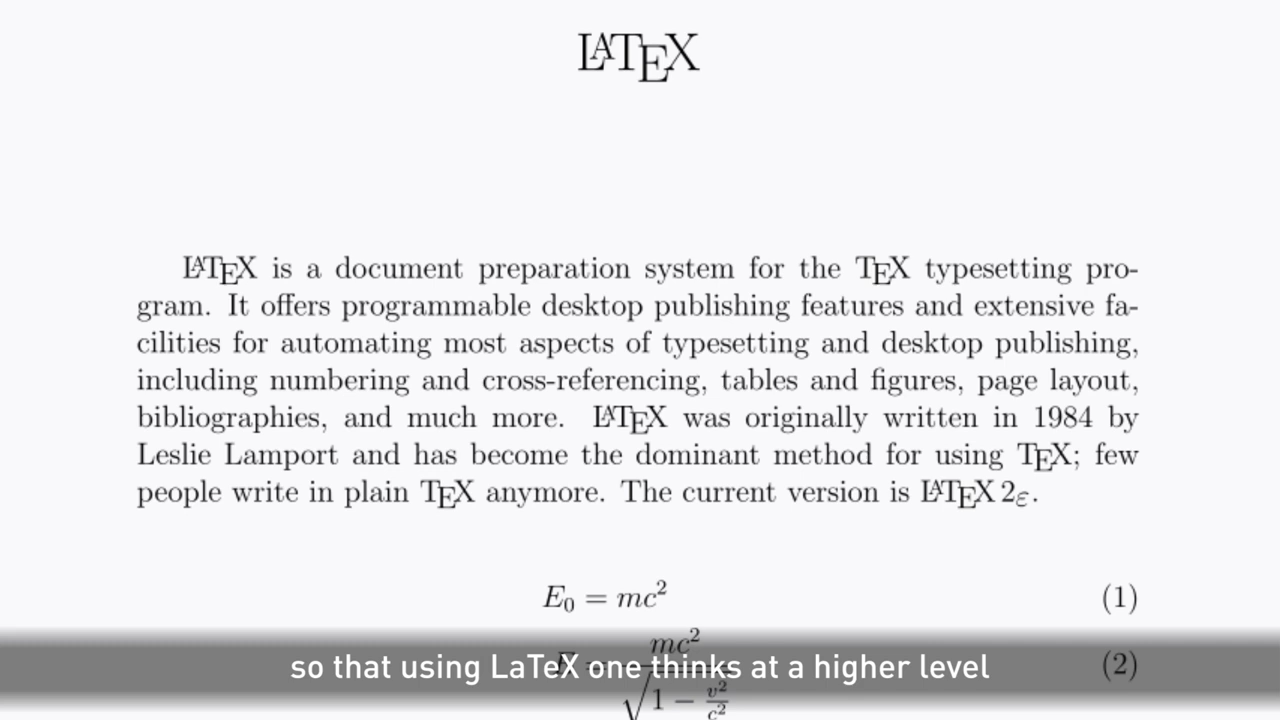 LATEX
LATEX is a document preparation system for the TEX typesetting pro-
gram. It offers programmable desktop publishing features and extensive fa-
cilities for automating most aspects of typesetting and desktop publishing,
including numbering and cross-referencing, tables and figures, page layout,
bibliographies, and much more. LATEX was originally written in 1984 by
Leslie Lamport and has become the dominant method for using TEX; few
people write in plain TEX anymore. The current version is LATEX 2ε.
E₀ = mc² (1)
E = mc² / √(1 − v²/c²) (2)
so that using LaTeX one thinks at a higher level